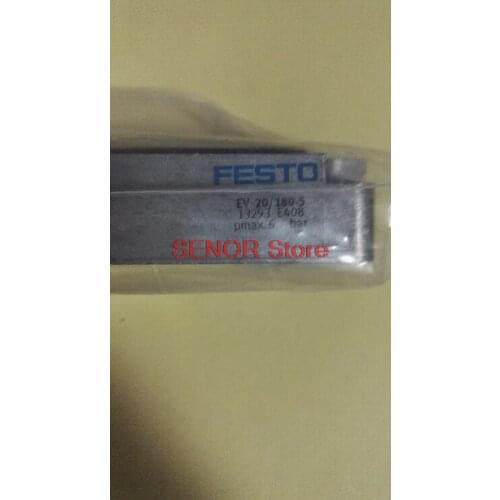 FESTO
EV-20/180-5
13293 E408
pmax 6 bar
SENOR Store